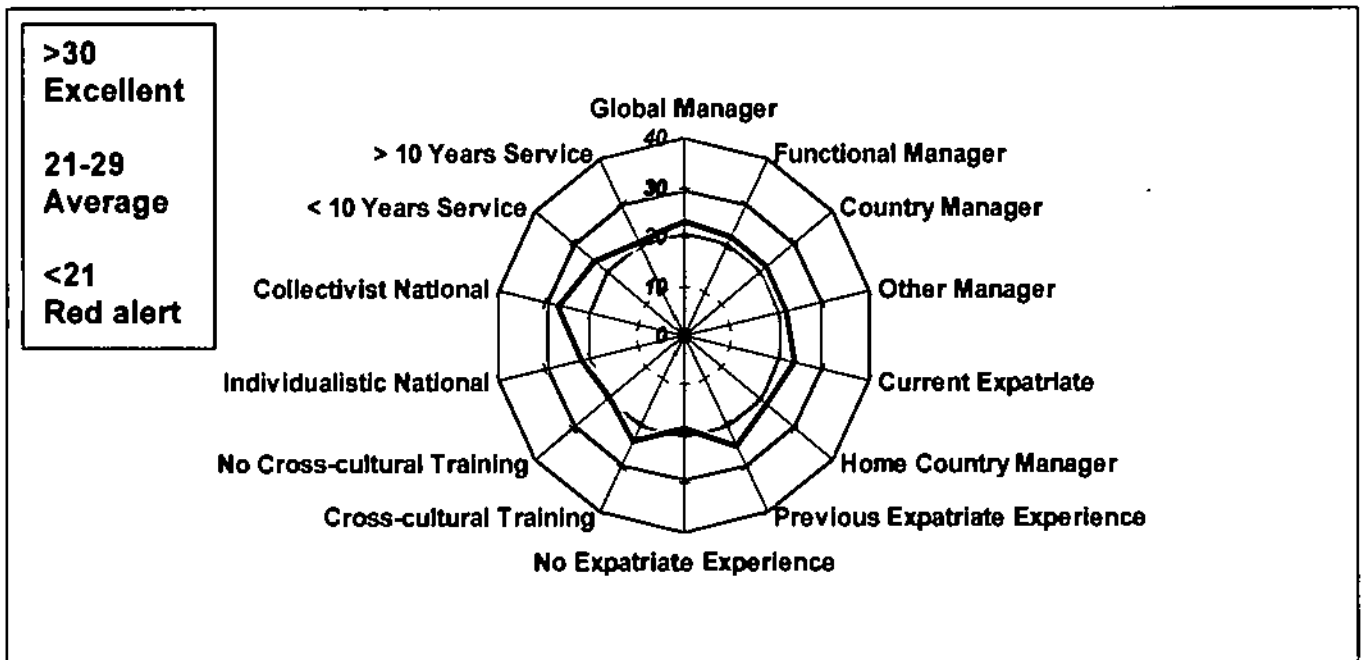 >30
Excellent
21-29
Average
<21
Red alert
Global Manager
Functional Manager
Country Manager
Other Manager
Current Expatriate
Home Country Manager
Previous Expatriate Experience
No Expatriate Experience
Cross-cultural Training
No Cross-cultural Training
Individualistic National
Collectivist National
< 10 Years Service
> 10 Years Service
40
30
20
10
0